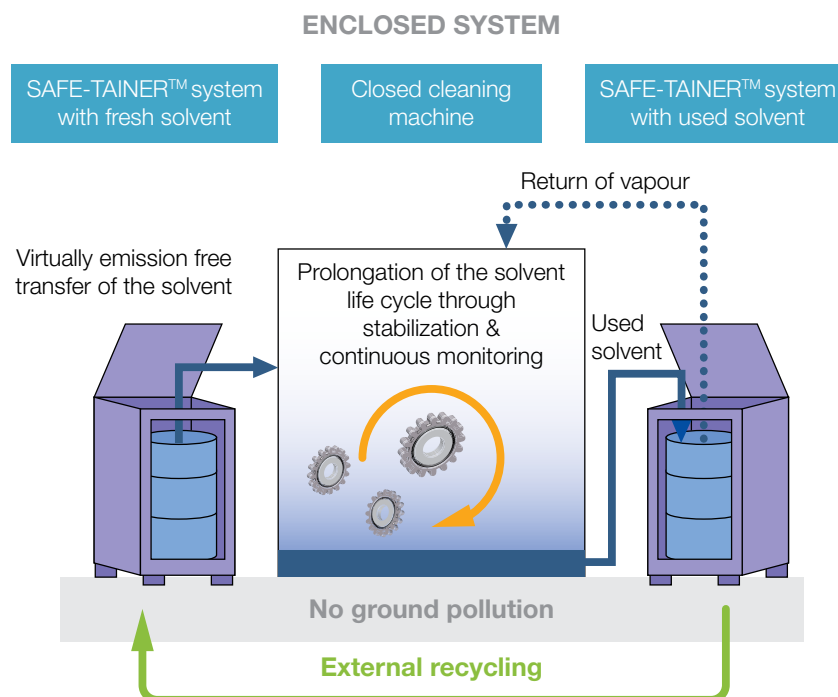 ENCLOSED SYSTEM
SAFE-TAINER™ system
with fresh solvent
Closed cleaning
machine
SAFE-TAINER™ system
with used solvent
Return of vapour
Virtually emission free
transfer of the solvent
Prolongation of the solvent
life cycle through
stabilization &
continuous monitoring
Used
solvent
No ground pollution
External recycling